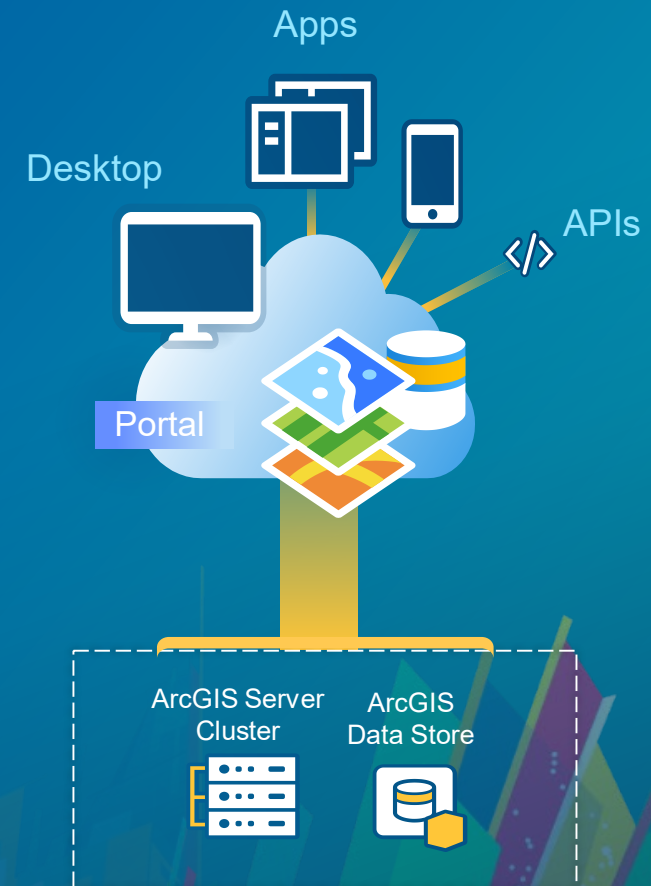 Apps
Desktop
APIs
Portal
ArcGIS Server
Cluster
ArcGIS
Data Store